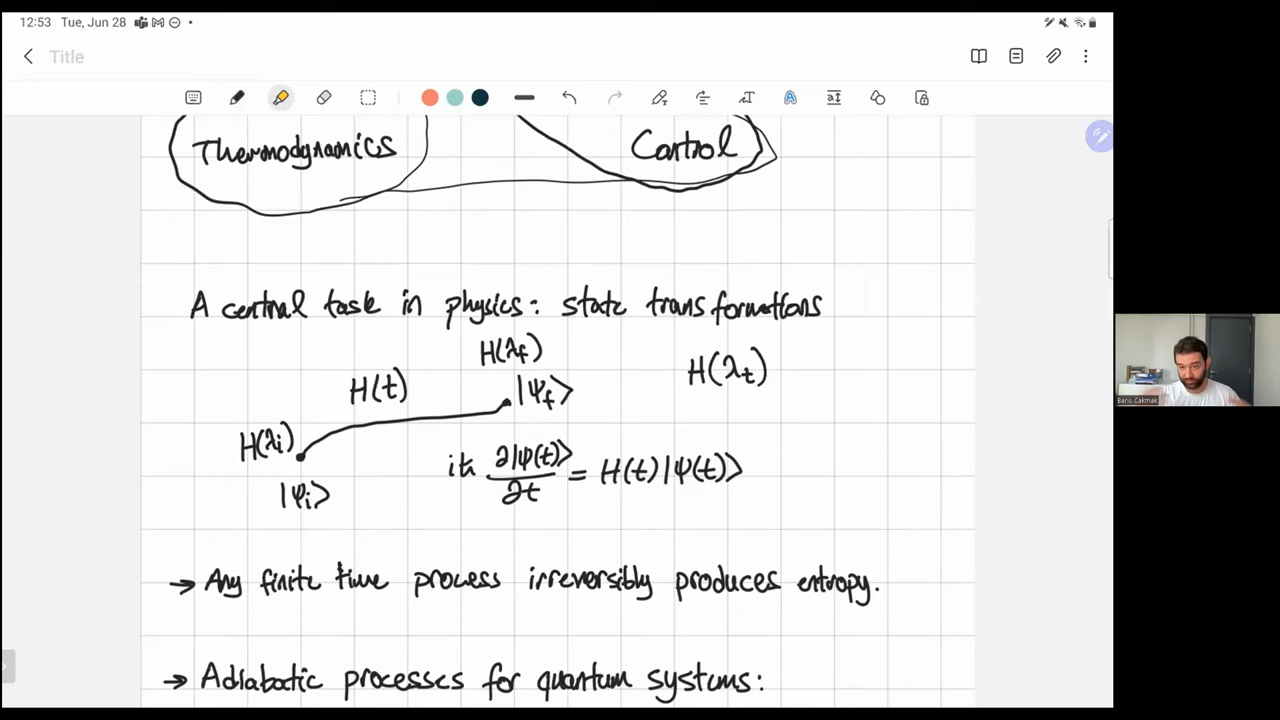 12:53 Tue, Jun 28
Title
Thermodynamics
Control
A central task in physics: state transformations
H(λf)
H(t)
|ψf>
H(λt)
H(λi)
iħ ∂|ψ(t)>/∂t = H(t)|ψ(t)>
|ψi>
→ Any finite time process irreversibly produces entropy.
→ Adiabatic processes for quantum systems:
Baris Cakmak